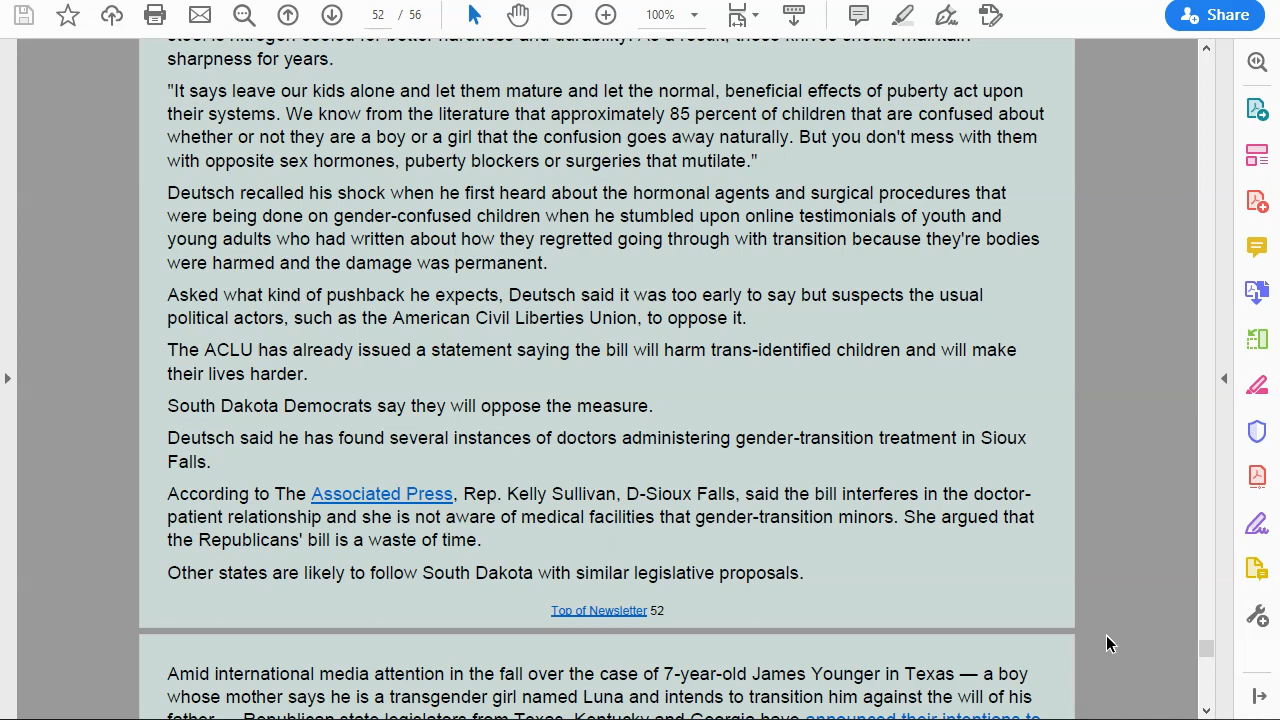 52 / 56
100%
Share
sharpness for years.
"It says leave our kids alone and let them mature and let the normal, beneficial effects of puberty act upon
their systems. We know from the literature that approximately 85 percent of children that are confused about
whether or not they are a boy or a girl that the confusion goes away naturally. But you don't mess with them
with opposite sex hormones, puberty blockers or surgeries that mutilate."
Deutsch recalled his shock when he first heard about the hormonal agents and surgical procedures that
were being done on gender-confused children when he stumbled upon online testimonials of youth and
young adults who had written about how they regretted going through with transition because they're bodies
were harmed and the damage was permanent.
Asked what kind of pushback he expects, Deutsch said it was too early to say but suspects the usual
political actors, such as the American Civil Liberties Union, to oppose it.
The ACLU has already issued a statement saying the bill will harm trans-identified children and will make
their lives harder.
South Dakota Democrats say they will oppose the measure.
Deutsch said he has found several instances of doctors administering gender-transition treatment in Sioux
Falls.
According to The Associated Press, Rep. Kelly Sullivan, D-Sioux Falls, said the bill interferes in the doctor-
patient relationship and she is not aware of medical facilities that gender-transition minors. She argued that
the Republicans' bill is a waste of time.
Other states are likely to follow South Dakota with similar legislative proposals.
Top of Newsletter 52
Amid international media attention in the fall over the case of 7-year-old James Younger in Texas — a boy
whose mother says he is a transgender girl named Luna and intends to transition him against the will of his
father — Republican state legislators from Texas, Kentucky and Georgia have announced their intentions to